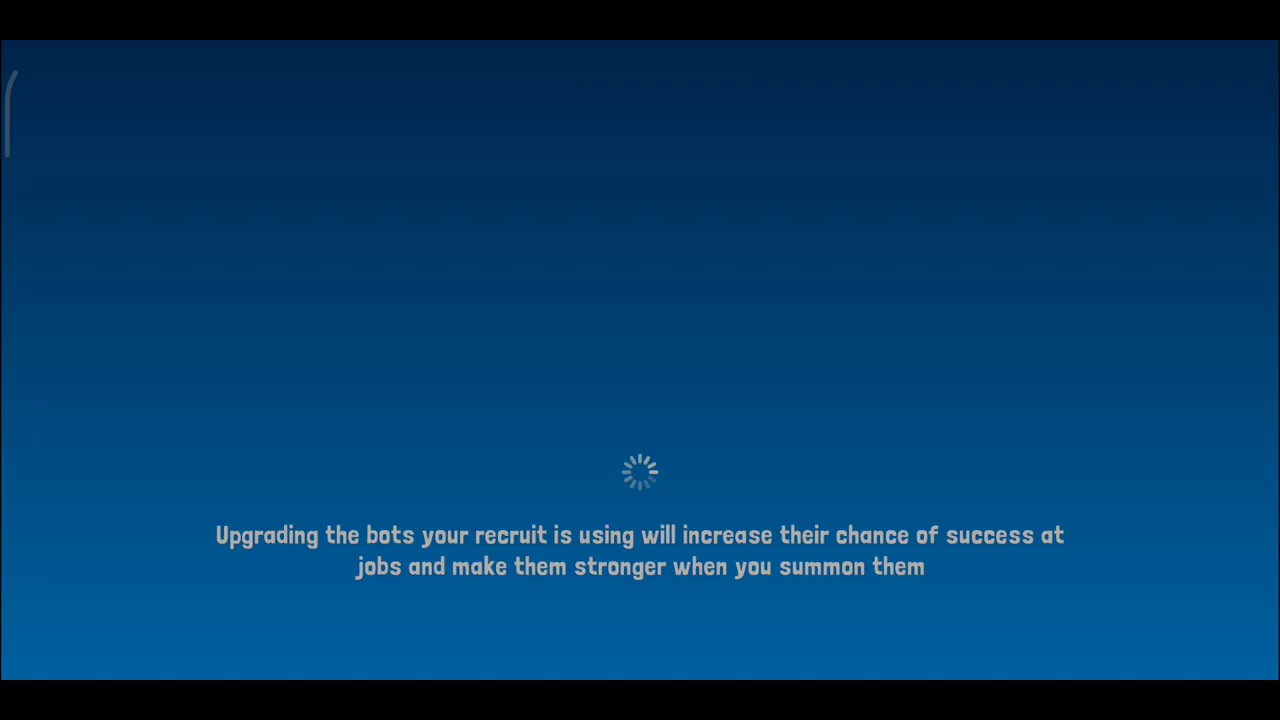 Upgrading the bots your recruit is using will increase their chance of success at
jobs and make them stronger when you summon them